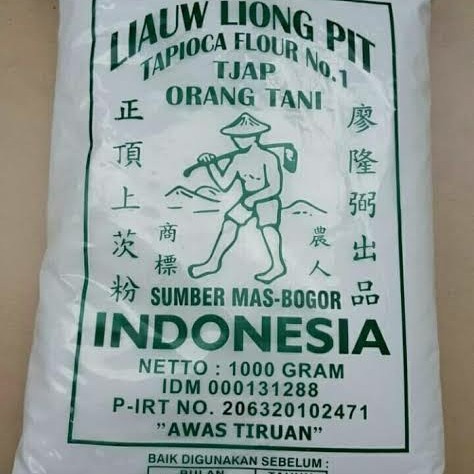 LIAUW LIONG PIT
TAPIOCA FLOUR No.1
TJAP
ORANG TANI
正頂上茨粉
商標
農人
廖隆弼出品
SUMBER MAS-BOGOR
INDONESIA
NETTO : 1000 GRAM
IDM 000131288
P-IRT NO. 206320102471
"AWAS TIRUAN"
BAIK DIGUNAKAN SEBELUM :
BULAN